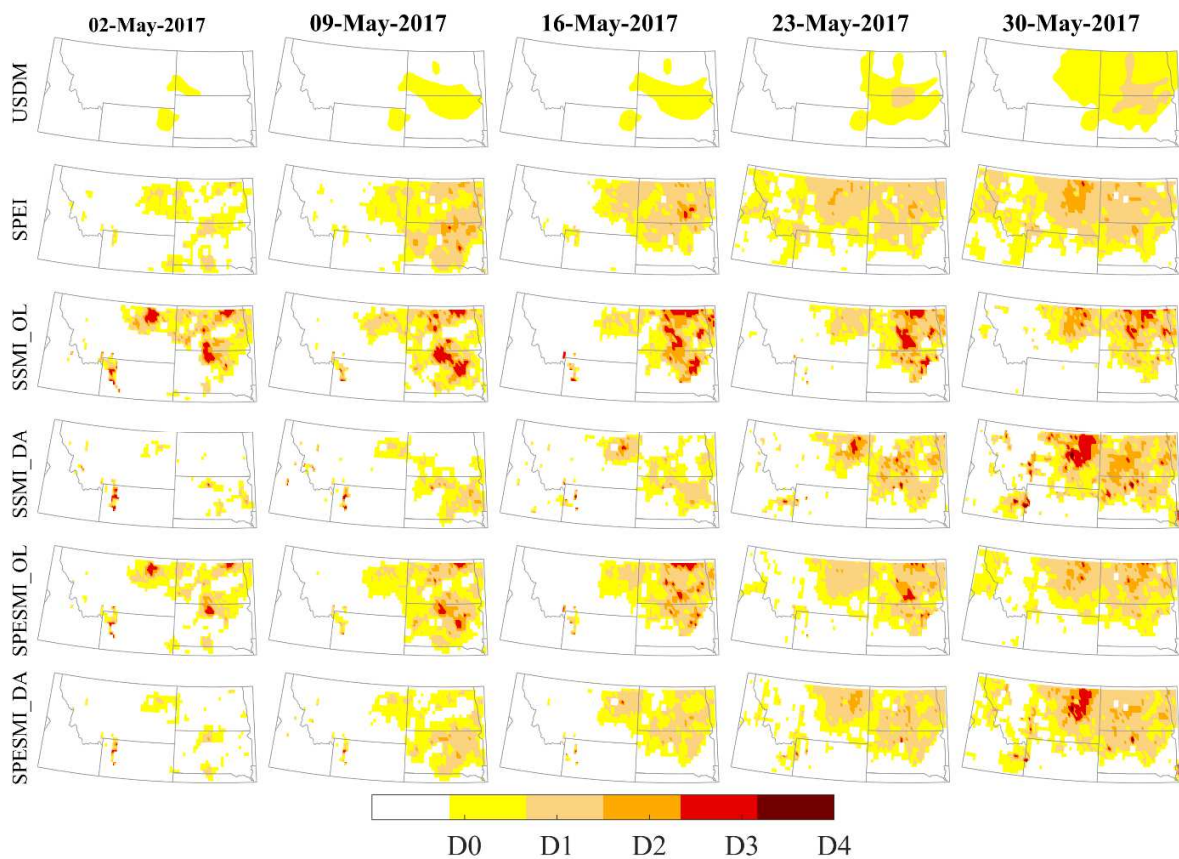 02-May-2017 09-May-2017 16-May-2017 23-May-2017 30-May-2017
USDM
SPEI
SSMI_OL
SSMI_DA
SPESMI_OL
SPESMI_DA
D0 D1 D2 D3 D4